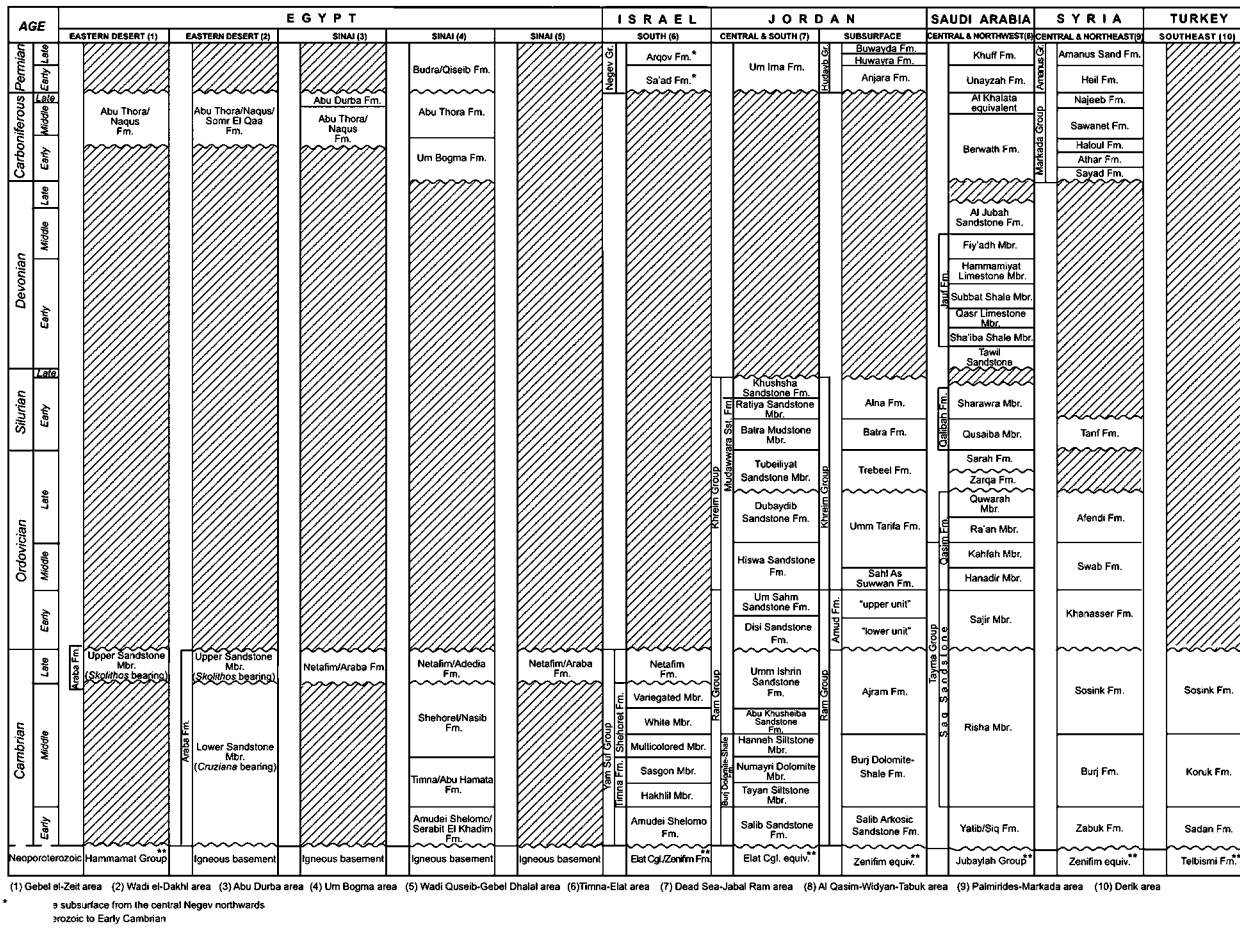 AGE
EGYPT
ISRAEL
JORDAN
SAUDI ARABIA
SYRIA
TURKEY
EASTERN DESERT (1)
EASTERN DESERT (2)
SINAI (3)
SINAI (4)
SINAI (5)
SOUTH (6)
CENTRAL & SOUTH (7)
SUBSURFACE
CENTRAL & NORTHWEST(8)
CENTRAL & NORTHEAST(9)
SOUTHEAST (10)
Permian
Late
Early
Carboniferous
Late
Middle
Early
Devonian
Late
Middle
Early
Silurian
Late
Early
Ordovician
Late
Middle
Early
Cambrian
Late
Middle
Early
Neoporoterozoic
Abu Thora/
Naqus
Fm.
Araba Fm.
Upper Sandstone
Mbr.
(Skolithos bearing)
Hammamat Group**
Abu Thora/Naqus/
Somr El Qaa
Fm.
Araba Fm.
Upper Sandstone
Mbr.
(Skolithos bearing)
Lower Sandstone
Mbr.
(Cruziana bearing)
Igneous basement
Abu Durba Fm.
Abu Thora/
Naqus
Fm.
Netafim/Araba Fm.
Igneous basement
Budra/Qiseib Fm.
Abu Thora Fm.
Um Bogma Fm.
Netafim/Adedia
Fm.
Shehoret/Nasib
Fm.
Timna/Abu Hamata
Fm.
Amudei Shelomo/
Serabit El Khadim
Fm.
Igneous basement
Netafim/Araba
Fm.
Igneous basement
Negev Gr.
Arqov Fm.*
Sa'ad Fm.*
Yam Suf Group
Netafim
Fm.
Shehoret Fm.
Variegated Mbr.
White Mbr.
Multicolored Mbr.
Timna Fm.
Sasgon Mbr.
Hakhlil Mbr.
Amudei Shelomo
Fm.
Elat Cgl./Zenifim Fm.**
Um Irna Fm.
Khreim Group
Mudawwara Sst. Fm.
Khushsha
Sandstone Fm.
Ratiya Sandstone
Mbr.
Batra Mudstone
Mbr.
Tubeiliyat
Sandstone Mbr.
Dubaydib
Sandstone Fm.
Hiswa Sandstone
Fm.
Ram Group
Um Sahm
Sandstone Fm.
Disi Sandstone
Fm.
Umm Ishrin
Sandstone
Fm.
Abu Khusheiba
Sandstone
Fm.
Burj Dolomite-Shale
Fm.
Hanneh Siltstone
Mbr.
Numayri Dolomite
Mbr.
Tayan Siltstone
Mbr.
Salib Sandstone
Fm.
Elat Cgl. equiv.**
Hudayb Gr.
Buwayda Fm.
Huwayra Fm.
Anjara Fm.
Khreim Group
Alna Fm.
Batra Fm.
Trebeel Fm.
Umm Tarifa Fm.
Sahl As
Suwwan Fm.
Ram Group
Amud Fm.
"upper unit"
"lower unit"
Ajram Fm.
Burj Dolomite-
Shale Fm.
Salib Arkosic
Sandstone Fm.
Zenifim equiv.**
Khuff Fm.
Unayzah Fm.
Al Khalata
equivalent
Berwath Fm.
Al Jubah
Sandstone Fm.
Jauf Fm.
Fiy'adh Mbr.
Hammamiyat
Limestone Mbr.
Subbat Shale Mbr.
Qasr Limestone
Mbr.
Sha'iba Shale Mbr.
Tawil
Sandstone
Qalibah Fm.
Sharawra Mbr.
Qusaiba Mbr.
Sarah Fm.
Zarqa Fm.
Tayma Group
Qasim Fm.
Quwarah
Mbr.
Ra'an Mbr.
Kahfah Mbr.
Hanadir Mbr.
Saq Sandstone
Sajir Mbr.
Risha Mbr.
Yatib/Siq Fm.
Jubaylah Group**
Amanus Gr.
Amanus Sand Fm.
Heil Fm.
Markada Group
Najeeb Fm.
Sawanet Fm.
Haloul Fm.
Athar Fm.
Sayad Fm.
Tanf Fm.
Afendi Fm.
Swab Fm.
Khanasser Fm.
Sosink Fm.
Burj Fm.
Zabuk Fm.
Zenifim equiv.**
Sosink Fm.
Koruk Fm.
Sadan Fm.
Telbismi Fm.**
(1) Gebel el-Zeit area (2) Wadi el-Dakhl area (3) Abu Durba area (4) Um Bogma area (5) Wadi Quseib-Gebel Dhalal area (6)Timna-Elat area (7) Dead Sea-Jabal Ram area (8) Al Qasim-Widyan-Tabuk area (9) Palmirides-Markada area (10) Derik area
* e subsurface from the central Negev northwards
erozoic to Early Cambrian